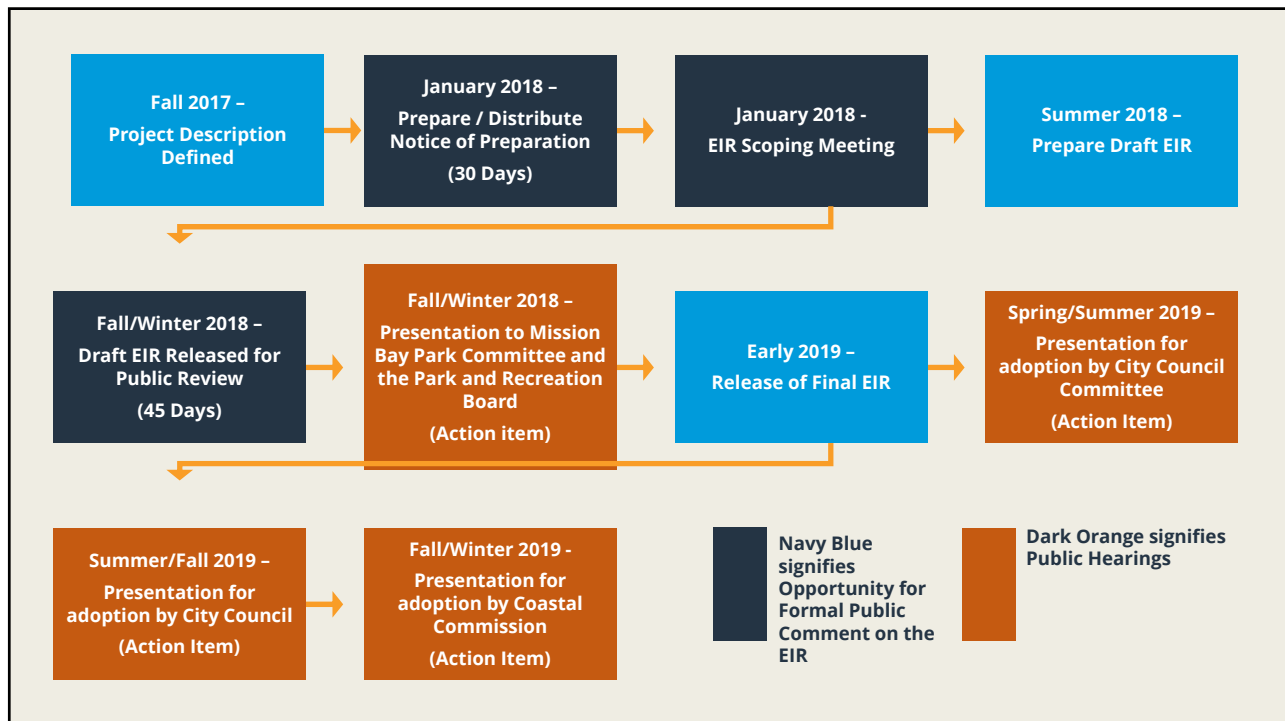 Fall 2017 –
Project Description
Defined
January 2018 –
Prepare / Distribute
Notice of Preparation
(30 Days)
January 2018 -
EIR Scoping Meeting
Summer 2018 –
Prepare Draft EIR
Fall/Winter 2018 –
Draft EIR Released for
Public Review
(45 Days)
Fall/Winter 2018 –
Presentation to Mission
Bay Park Committee and
the Park and Recreation
Board
(Action item)
Early 2019 –
Release of Final EIR
Spring/Summer 2019 –
Presentation for
adoption by City Council
Committee
(Action Item)
Summer/Fall 2019 –
Presentation for
adoption by City Council
(Action Item)
Fall/Winter 2019 -
Presentation for
adoption by Coastal
Commission
(Action Item)
Navy Blue
signifies
Opportunity for
Formal Public
Comment on the
EIR
Dark Orange signifies
Public Hearings